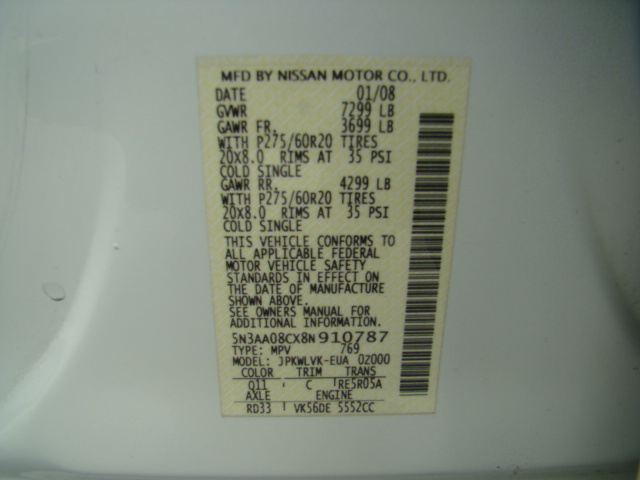 MFD BY NISSAN MOTOR CO., LTD.
DATE 01/08
GVWR 7299 LB
GAWR FR. 3699 LB
WITH P275/60R20 TIRES
20X8.0 RIMS AT 35 PSI
COLD SINGLE
GAWR RR. 4299 LB
WITH P275/60R20 TIRES
20X8.0 RIMS AT 35 PSI
COLD SINGLE
THIS VEHICLE CONFORMS TO
ALL APPLICABLE FEDERAL
MOTOR VEHICLE SAFETY
STANDARDS IN EFFECT ON
THE DATE OF MANUFACTURE
SHOWN ABOVE.
SEE OWNERS MANUAL FOR
ADDITIONAL INFORMATION.
5N3AA08CX8N910787
TYPE: MPV 769
MODEL: JPKWLVK-EUA 02000
COLOR TRIM TRANS
Q11 C RE5R05A
AXLE ENGINE
RD33 VK56DE 5552CC